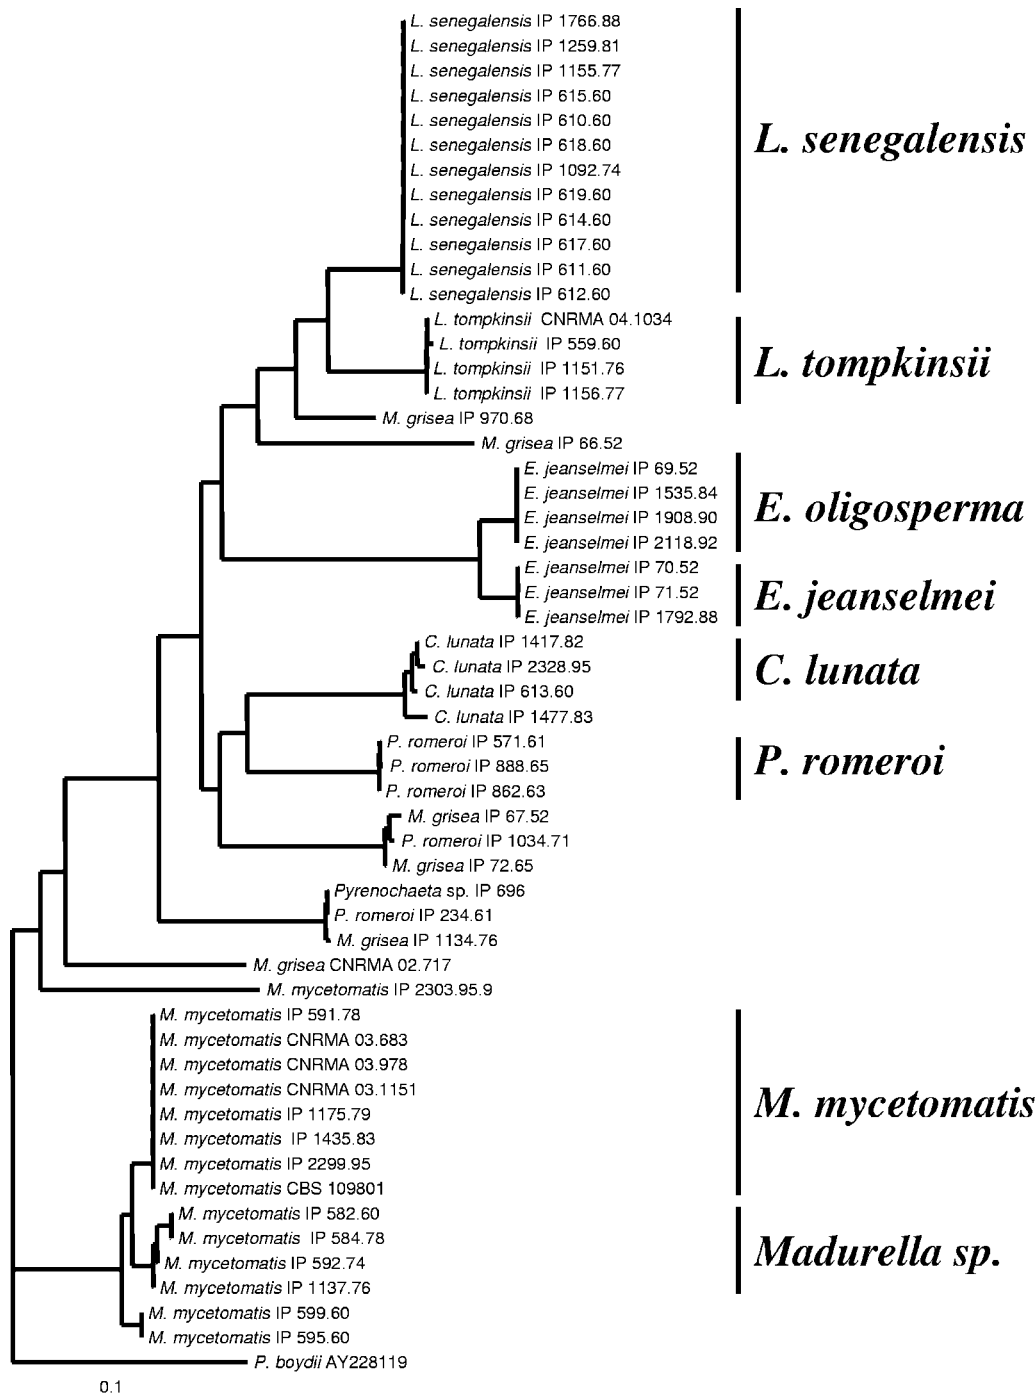 L. senegalensis IP 1766.88
L. senegalensis IP 1259.81
L. senegalensis IP 1155.77
L. senegalensis IP 615.60
L. senegalensis IP 610.60
L. senegalensis IP 618.60
L. senegalensis IP 1092.74
L. senegalensis IP 619.60
L. senegalensis IP 614.60
L. senegalensis IP 617.60
L. senegalensis IP 611.60
L. senegalensis IP 612.60
L. senegalensis
L. tompkinsii CNRMA 04.1034
L. tompkinsii IP 559.60
L. tompkinsii IP 1151.76
L. tompkinsii IP 1156.77
L. tompkinsii
M. grisea IP 970.68
M. grisea IP 66.52
E. jeanselmei IP 69.52
E. jeanselmei IP 1535.84
E. jeanselmei IP 1908.90
E. jeanselmei IP 2118.92
E. oligosperma
E. jeanselmei IP 70.52
E. jeanselmei IP 71.52
E. jeanselmei IP 1792.88
E. jeanselmei
C. lunata IP 1417.82
C. lunata IP 2328.95
C. lunata IP 613.60
C. lunata IP 1477.83
C. lunata
P. romeroi IP 571.61
P. romeroi IP 888.65
P. romeroi IP 862.63
P. romeroi
M. grisea IP 67.52
P. romeroi IP 1034.71
M. grisea IP 72.65
Pyrenochaeta sp. IP 696
P. romeroi IP 234.61
M. grisea IP 1134.76
M. grisea CNRMA 02.717
M. mycetomatis IP 2303.95.9
M. mycetomatis IP 591.78
M. mycetomatis CNRMA 03.683
M. mycetomatis CNRMA 03.978
M. mycetomatis CNRMA 03.1151
M. mycetomatis IP 1175.79
M. mycetomatis IP 1435.83
M. mycetomatis IP 2299.95
M. mycetomatis CBS 109801
M. mycetomatis
M. mycetomatis IP 582.60
M. mycetomatis IP 584.78
M. mycetomatis IP 592.74
M. mycetomatis IP 1137.76
Madurella sp.
M. mycetomatis IP 599.60
M. mycetomatis IP 595.60
P. boydii AY228119
0.1